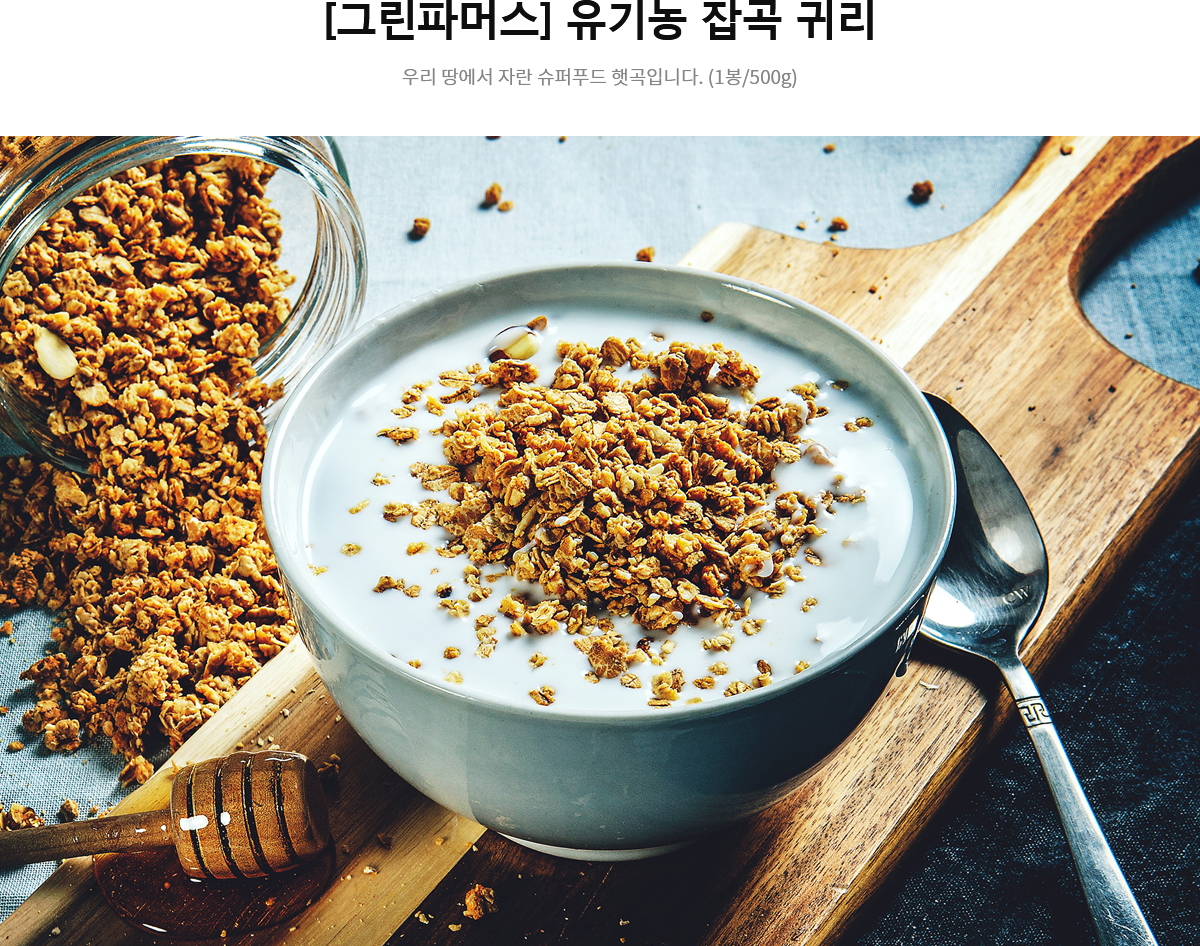 [그린파머스] 유기농 잡곡 귀리
우리 땅에서 자란 슈퍼푸드 햇곡입니다. (1봉/500g)